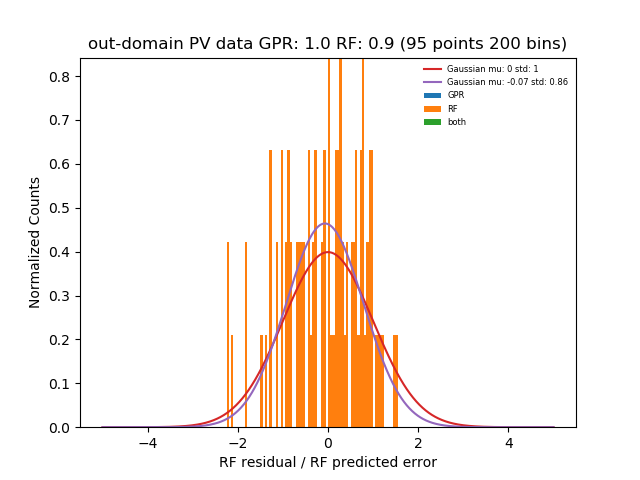 out-domain PV data GPR: 1.0 RF: 0.9 (95 points 200 bins)
Gaussian mu: 0 std: 1
Gaussian mu: -0.07 std: 0.86
GPR
RF
both
Normalized Counts
0.8
0.7
0.6
0.5
0.4
0.3
0.2
0.1
0.0
−4 −2 0 2 4
RF residual / RF predicted error